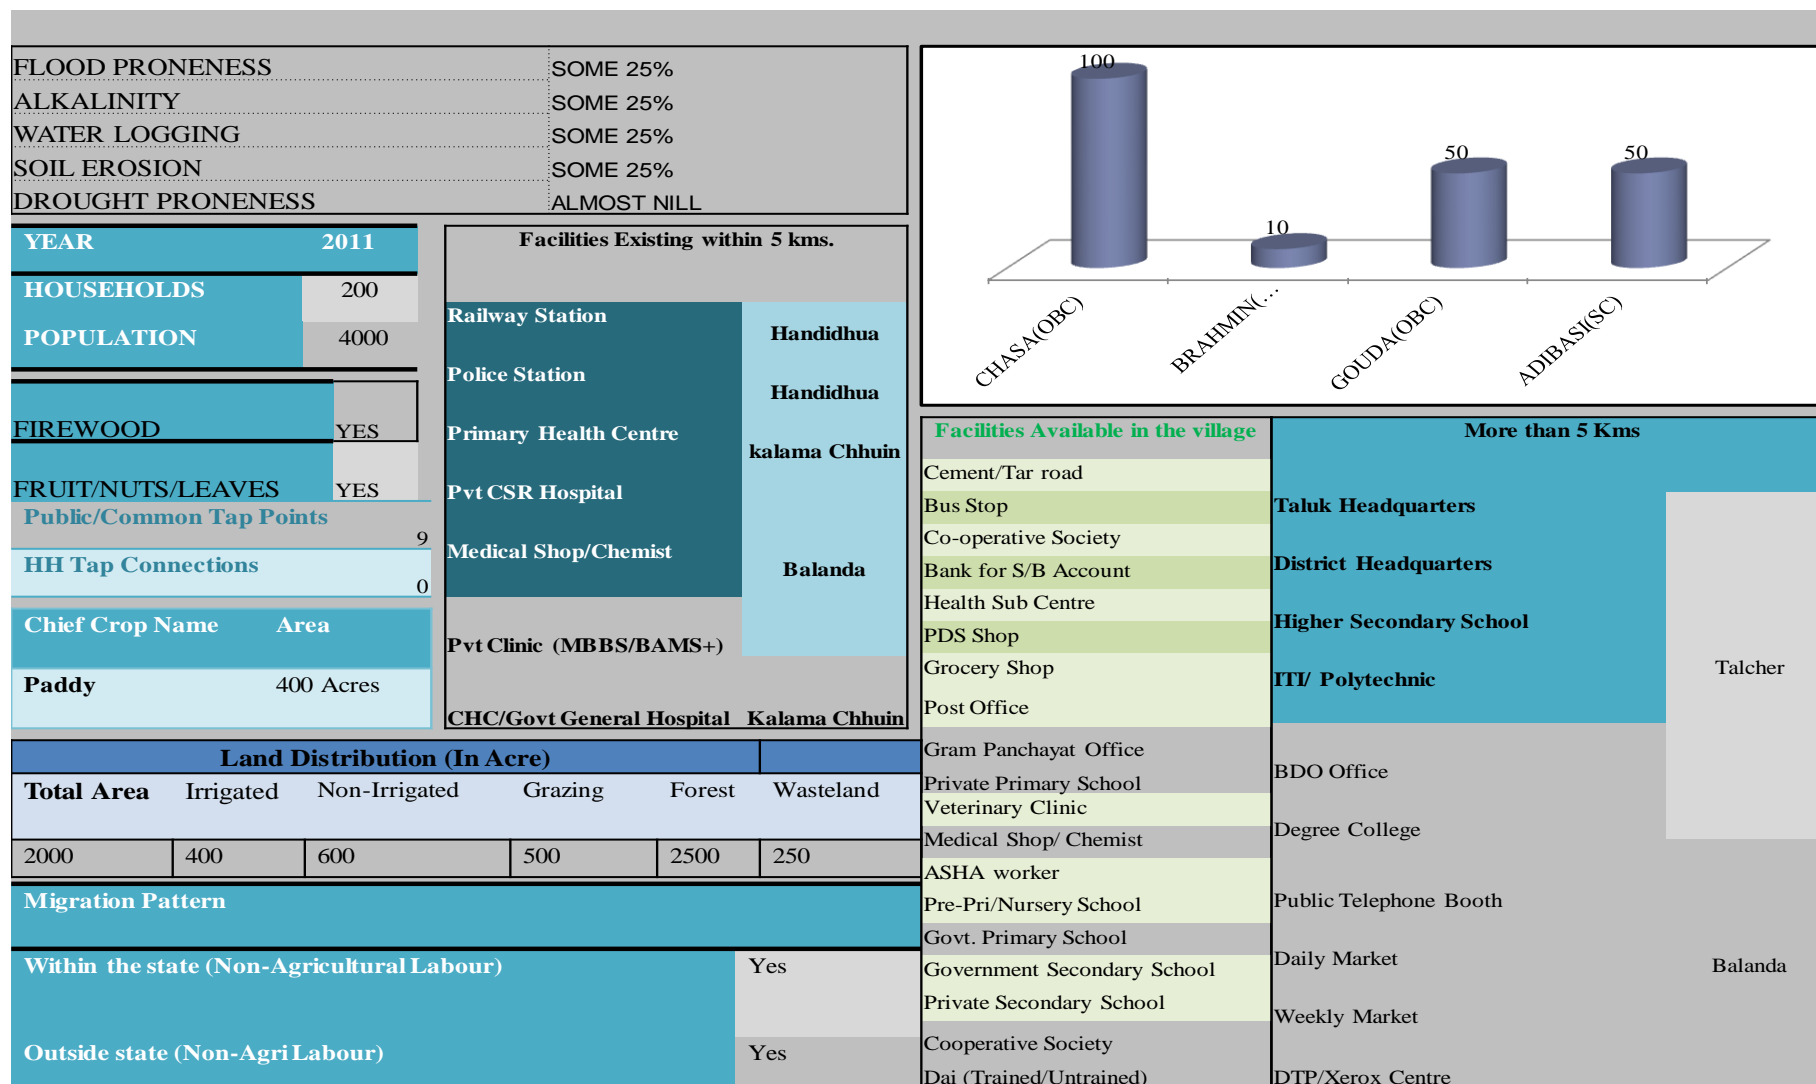 FLOOD PRONENESS SOME 25%
ALKALINITY SOME 25%
WATER LOGGING SOME 25%
SOIL EROSION SOME 25%
DROUGHT PRONENESS ALMOST NILL
YEAR 2011
HOUSEHOLDS 200
POPULATION 4000
FIREWOOD YES
FRUIT/NUTS/LEAVES YES
Public/Common Tap Points 9
HH Tap Connections 0
Chief Crop Name Area
Paddy 400 Acres
Facilities Existing within 5 kms.
Railway Station Handidhua
Police Station Handidhua
Primary Health Centre kalama Chhuin
Pvt CSR Hospital
Medical Shop/Chemist Balanda
Pvt Clinic (MBBS/BAMS+)
CHC/Govt General Hospital Kalama Chhuin
Land Distribution (In Acre)
Total Area Irrigated Non-Irrigated Grazing Forest Wasteland
2000 400 600 500 2500 250
Migration Pattern
Within the state (Non-Agricultural Labour) Yes
Outside state (Non-Agri Labour) Yes
100
10
50
50
CHASA(OBC)
BRAHMIN(...
GOUDA(OBC)
ADIBASI(SC)
Facilities Available in the village
Cement/Tar road
Bus Stop
Co-operative Society
Bank for S/B Account
Health Sub Centre
PDS Shop
Grocery Shop
Post Office
Gram Panchayat Office
Private Primary School
Veterinary Clinic
Medical Shop/ Chemist
ASHA worker
Pre-Pri/Nursery School
Govt. Primary School
Government Secondary School
Private Secondary School
Cooperative Society
Dai (Trained/Untrained)
More than 5 Kms
Taluk Headquarters
District Headquarters
Higher Secondary School
ITI/ Polytechnic
Talcher
BDO Office
Degree College
Public Telephone Booth
Daily Market
Balanda
Weekly Market
DTP/Xerox Centre